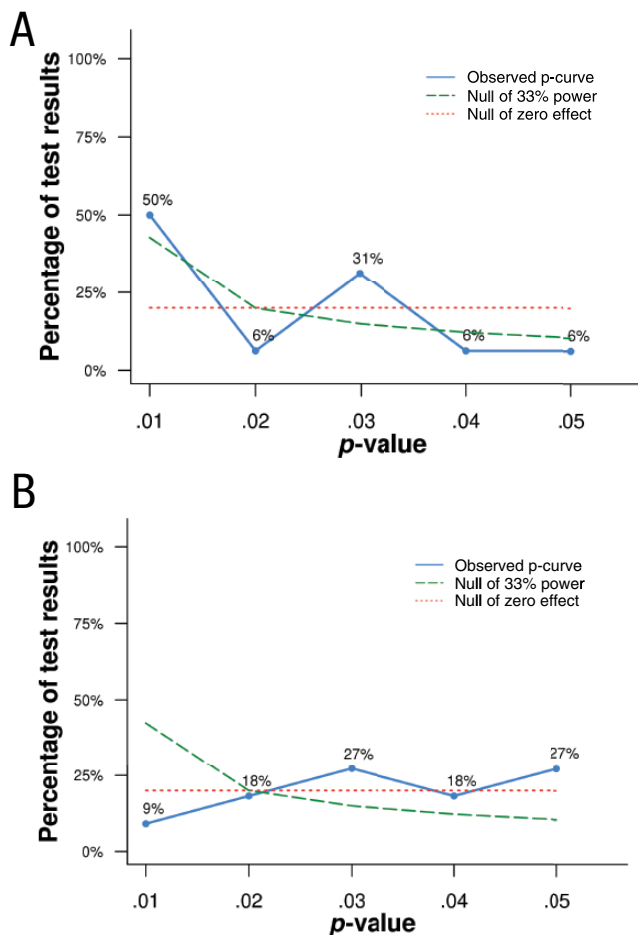 A
Percentage of test results
100%
75%
50%
25%
0%
Observed p-curve
Null of 33% power
Null of zero effect
50%
6%
31%
6%
6%
.01
.02
.03
.04
.05
p-value
B
Percentage of test results
100%
75%
50%
25%
0%
Observed p-curve
Null of 33% power
Null of zero effect
9%
18%
27%
18%
27%
.01
.02
.03
.04
.05
p-value